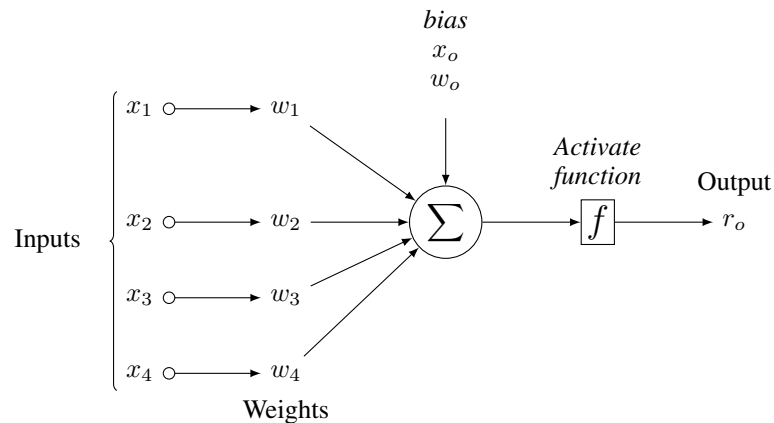 bias
x_o
w_o
x_1 w_1
Activate
function
Output
Inputs x_2 w_2 Σ f r_o
x_3 w_3
x_4 w_4
Weights